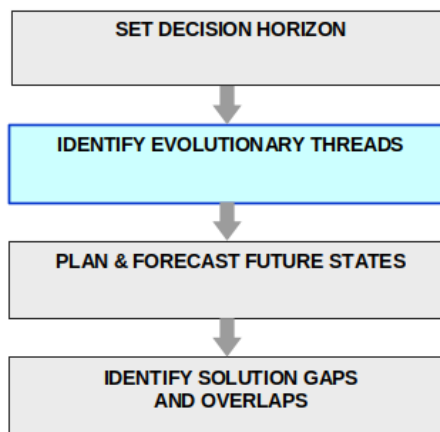 SET DECISION HORIZON
IDENTIFY EVOLUTIONARY THREADS
PLAN & FORECAST FUTURE STATES
IDENTIFY SOLUTION GAPS
AND OVERLAPS